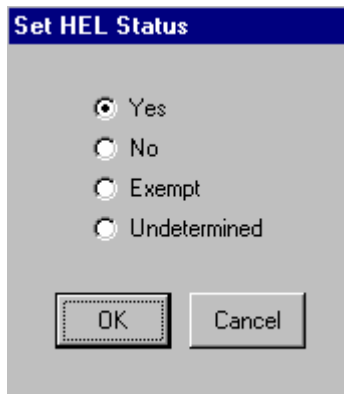 Set HEL Status
Yes
No
Exempt
Undetermined
OK Cancel